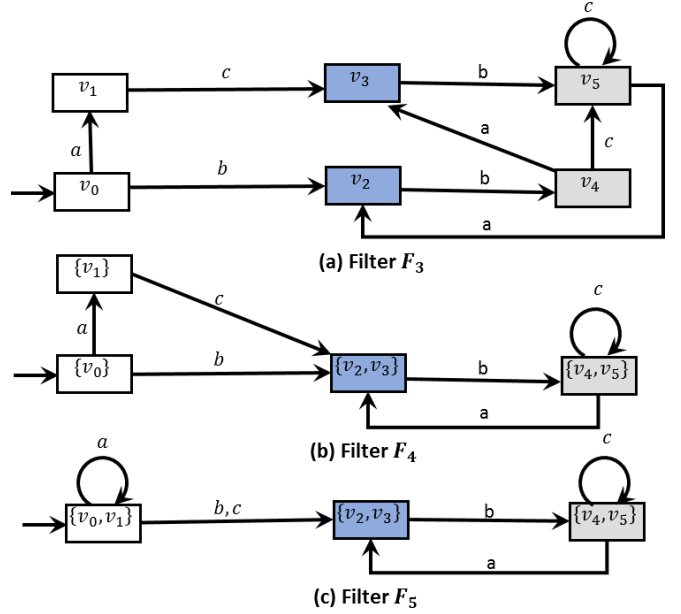 c
v₁
c
v₃
b
v₅
a
a
c
v₀
b
v₂
b
v₄
a
(a) Filter F₃
{v₁}
c
c
a
{v₀}
b
{v₂, v₃}
b
{v₄, v₅}
a
(b) Filter F₄
a
c
{v₀, v₁}
b, c
{v₂, v₃}
b
{v₄, v₅}
a
(c) Filter F₅